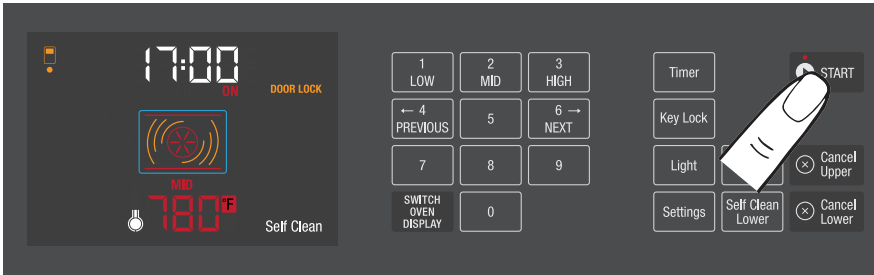 17:00
ON
DOOR LOCK
MID
780°F
Self Clean
1
LOW
2
MID
3
HIGH
← 4
PREVIOUS
5
6 →
NEXT
7
8
9
SWITCH
OVEN
DISPLAY
0
Timer
Key Lock
Light
Settings
Self Clean
Lower
START
Cancel
Upper
Cancel
Lower